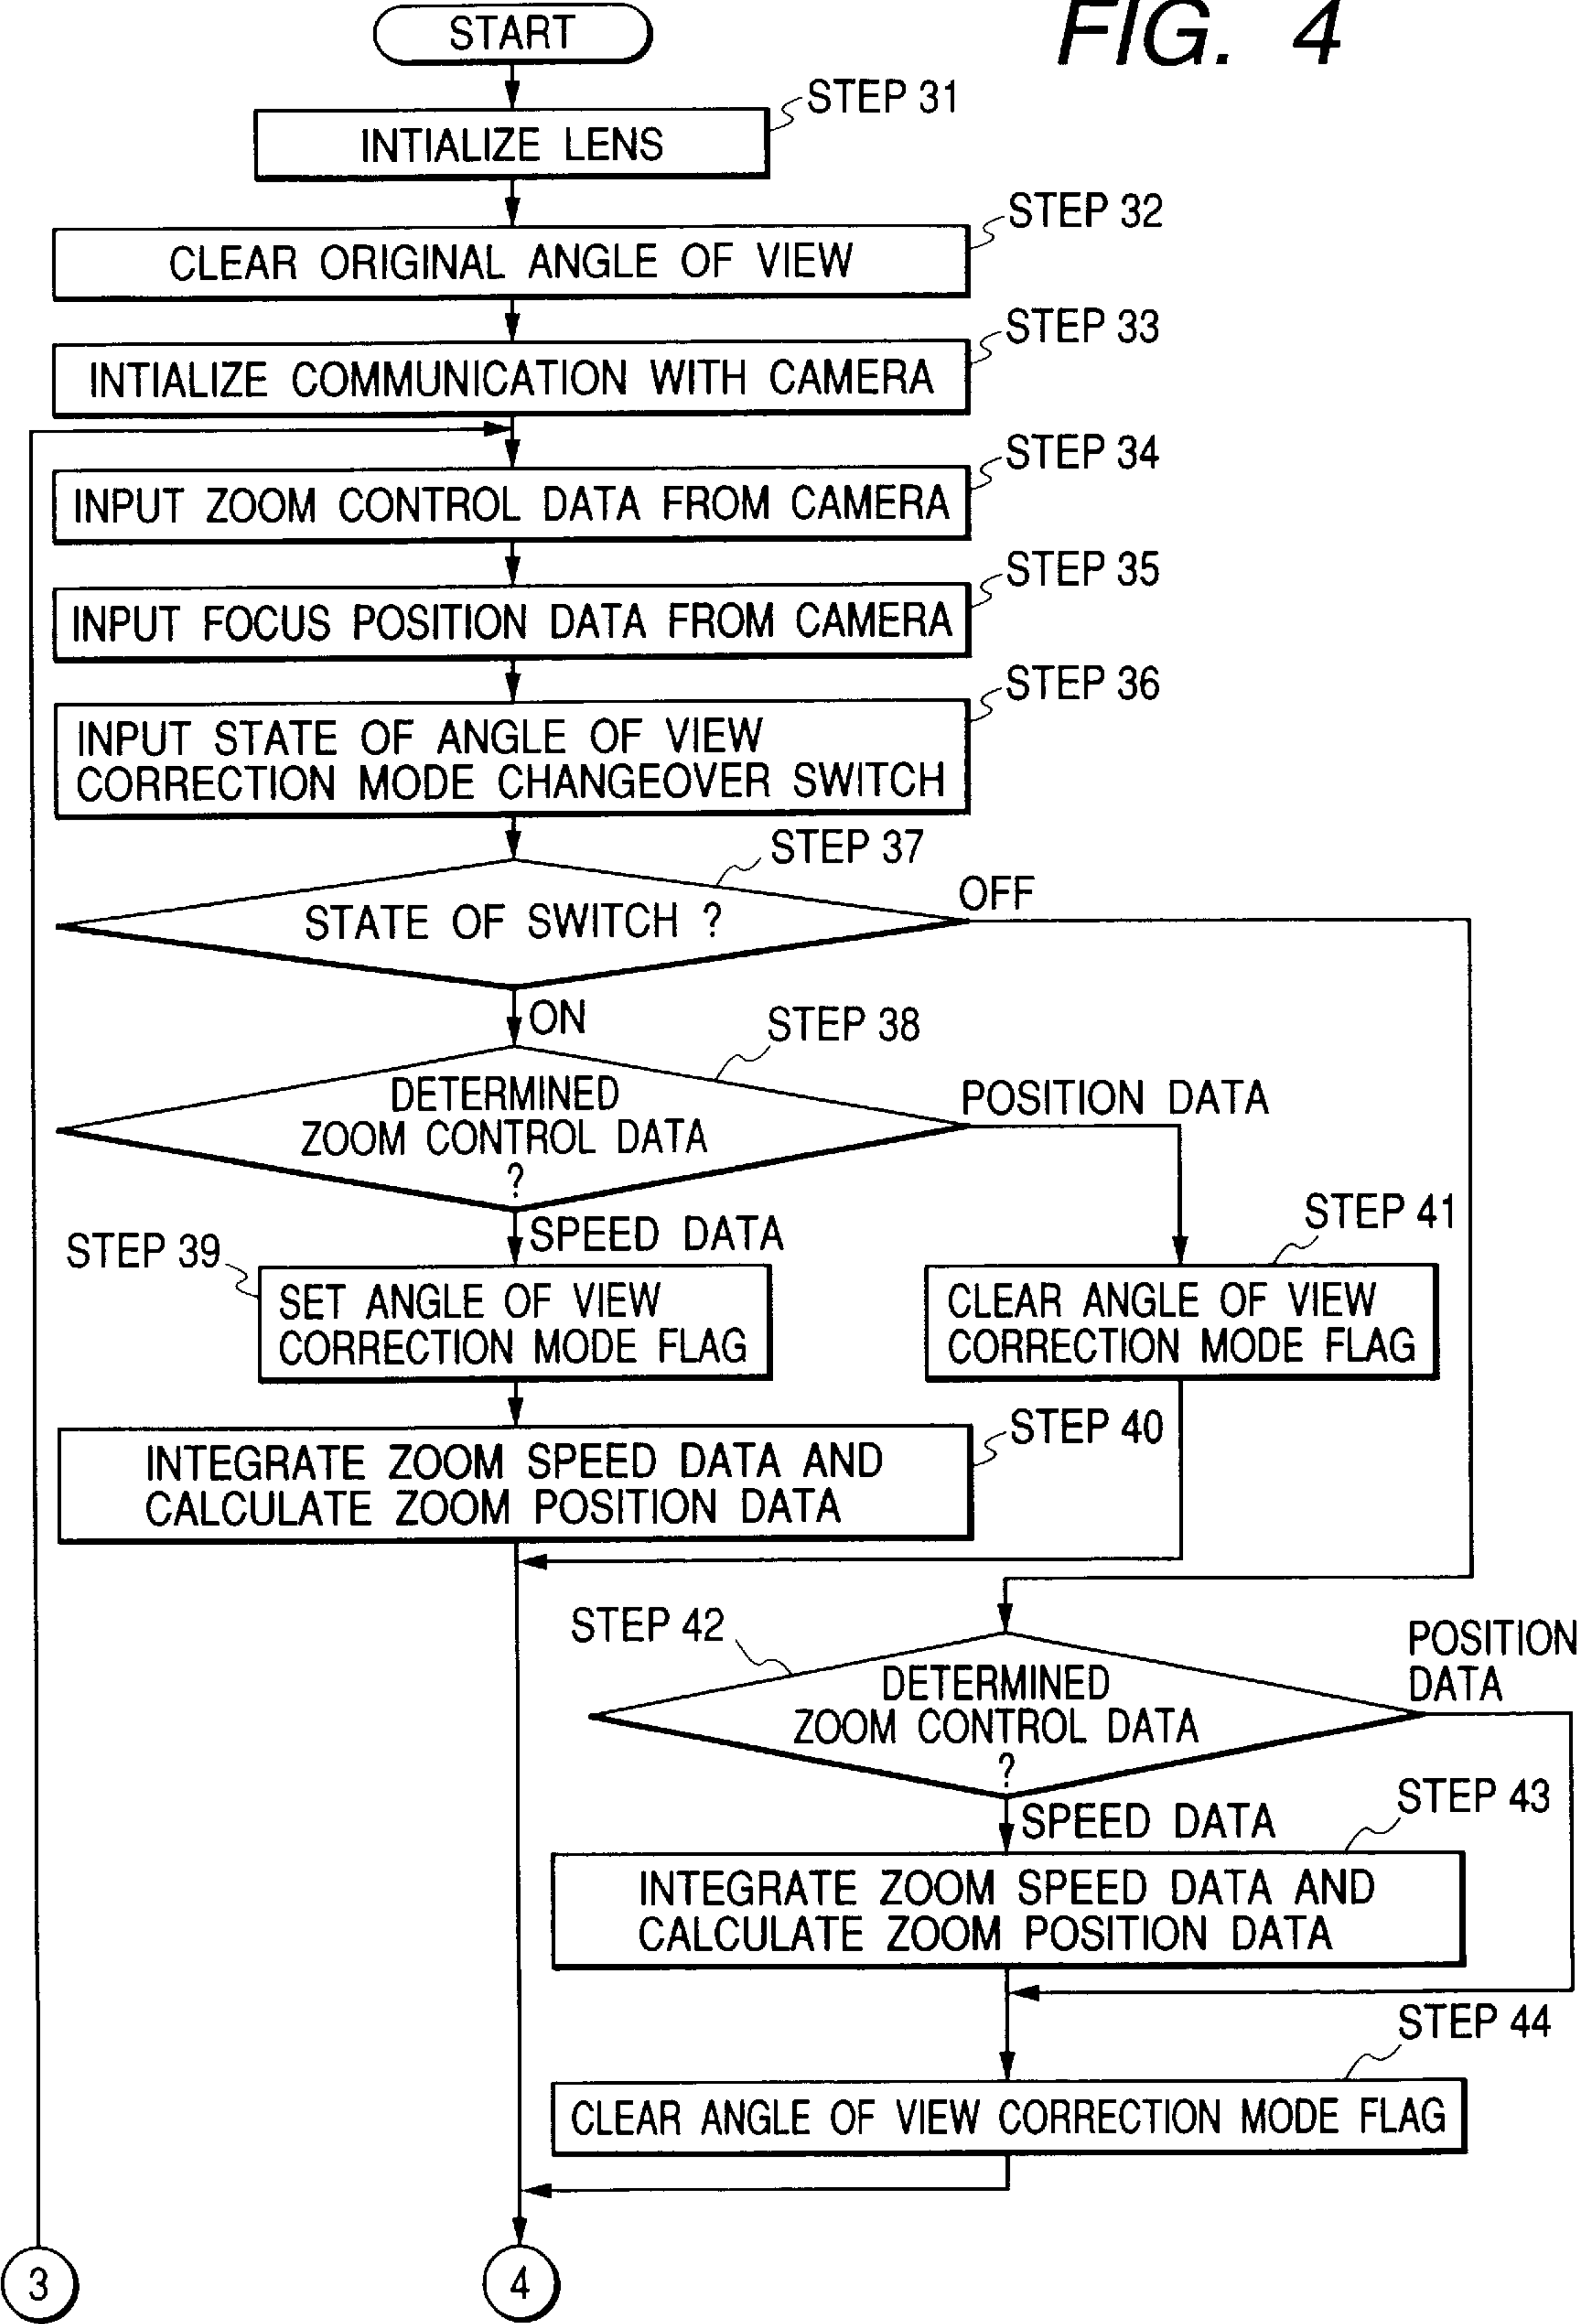 FIG. 4
START
STEP 31
INTIALIZE LENS
STEP 32
CLEAR ORIGINAL ANGLE OF VIEW
STEP 33
INTIALIZE COMMUNICATION WITH CAMERA
STEP 34
INPUT ZOOM CONTROL DATA FROM CAMERA
STEP 35
INPUT FOCUS POSITION DATA FROM CAMERA
STEP 36
INPUT STATE OF ANGLE OF VIEW
CORRECTION MODE CHANGEOVER SWITCH
STEP 37
OFF
STATE OF SWITCH ?
ON
STEP 38
DETERMINED
ZOOM CONTROL DATA
?
POSITION DATA
SPEED DATA
STEP 39
SET ANGLE OF VIEW
CORRECTION MODE FLAG
STEP 41
CLEAR ANGLE OF VIEW
CORRECTION MODE FLAG
STEP 40
INTEGRATE ZOOM SPEED DATA AND
CALCULATE ZOOM POSITION DATA
STEP 42
DETERMINED
ZOOM CONTROL DATA
?
POSITION
DATA
SPEED DATA
STEP 43
INTEGRATE ZOOM SPEED DATA AND
CALCULATE ZOOM POSITION DATA
STEP 44
CLEAR ANGLE OF VIEW CORRECTION MODE FLAG
3
4